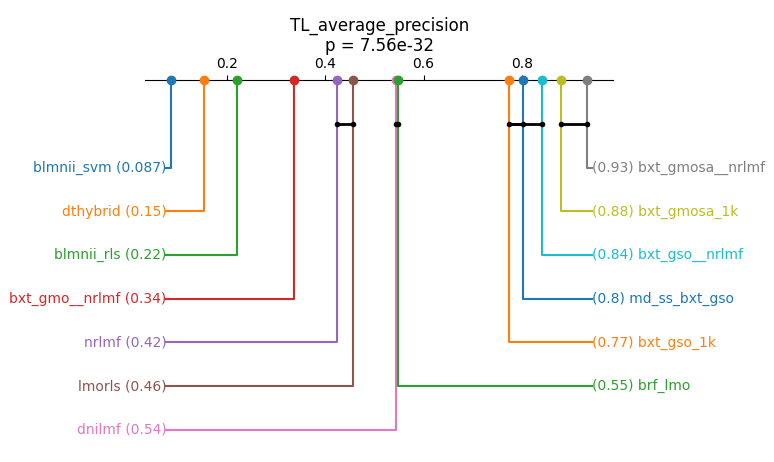 TL_average_precision
p = 7.56e-32
0.2 0.4 0.6 0.8
blmnii_svm (0.087)
(0.93) bxt_gmosa__nrlmf
dthybrid (0.15)
(0.88) bxt_gmosa_1k
blmnii_rls (0.22)
(0.84) bxt_gso__nrlmf
bxt_gmo__nrlmf (0.34)
(0.8) md_ss_bxt_gso
nrlmf (0.42)
(0.77) bxt_gso_1k
lmorls (0.46)
(0.55) brf_lmo
dnilmf (0.54)